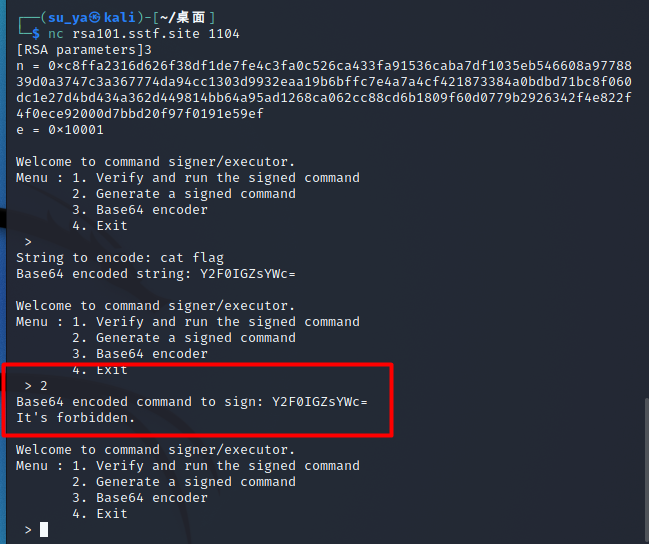 ┌──(su_ya㉿kali)-[~/桌面]
└─$ nc rsa101.sstf.site 1104
[RSA parameters]3
n = 0×c8ffa2316d626f38df1de7fe4c3fa0c526ca433fa91536caba7df1035eb546608a9778839d0a3747c3a367774da94cc1303d9932eaa19b6bffc7e4a7a4cf421873384a0bdbd71bc8f060dc1e27d4bd434a362d449814bb64a95ad1268ca062cc88cd6b1809f60d0779b2926342f4e822f4f0ece92000d7bbd20f97f0191e59ef
e = 0×10001
Welcome to command signer/executor.
Menu : 1. Verify and run the signed command
2. Generate a signed command
3. Base64 encoder
4. Exit
>
String to encode: cat flag
Base64 encoded string: Y2F0IGZsYWc=
Welcome to command signer/executor.
Menu : 1. Verify and run the signed command
2. Generate a signed command
3. Base64 encoder
4. Exit
> 2
Base64 encoded command to sign: Y2F0IGZsYWc=
It's forbidden.
Welcome to command signer/executor.
Menu : 1. Verify and run the signed command
2. Generate a signed command
3. Base64 encoder
4. Exit
>